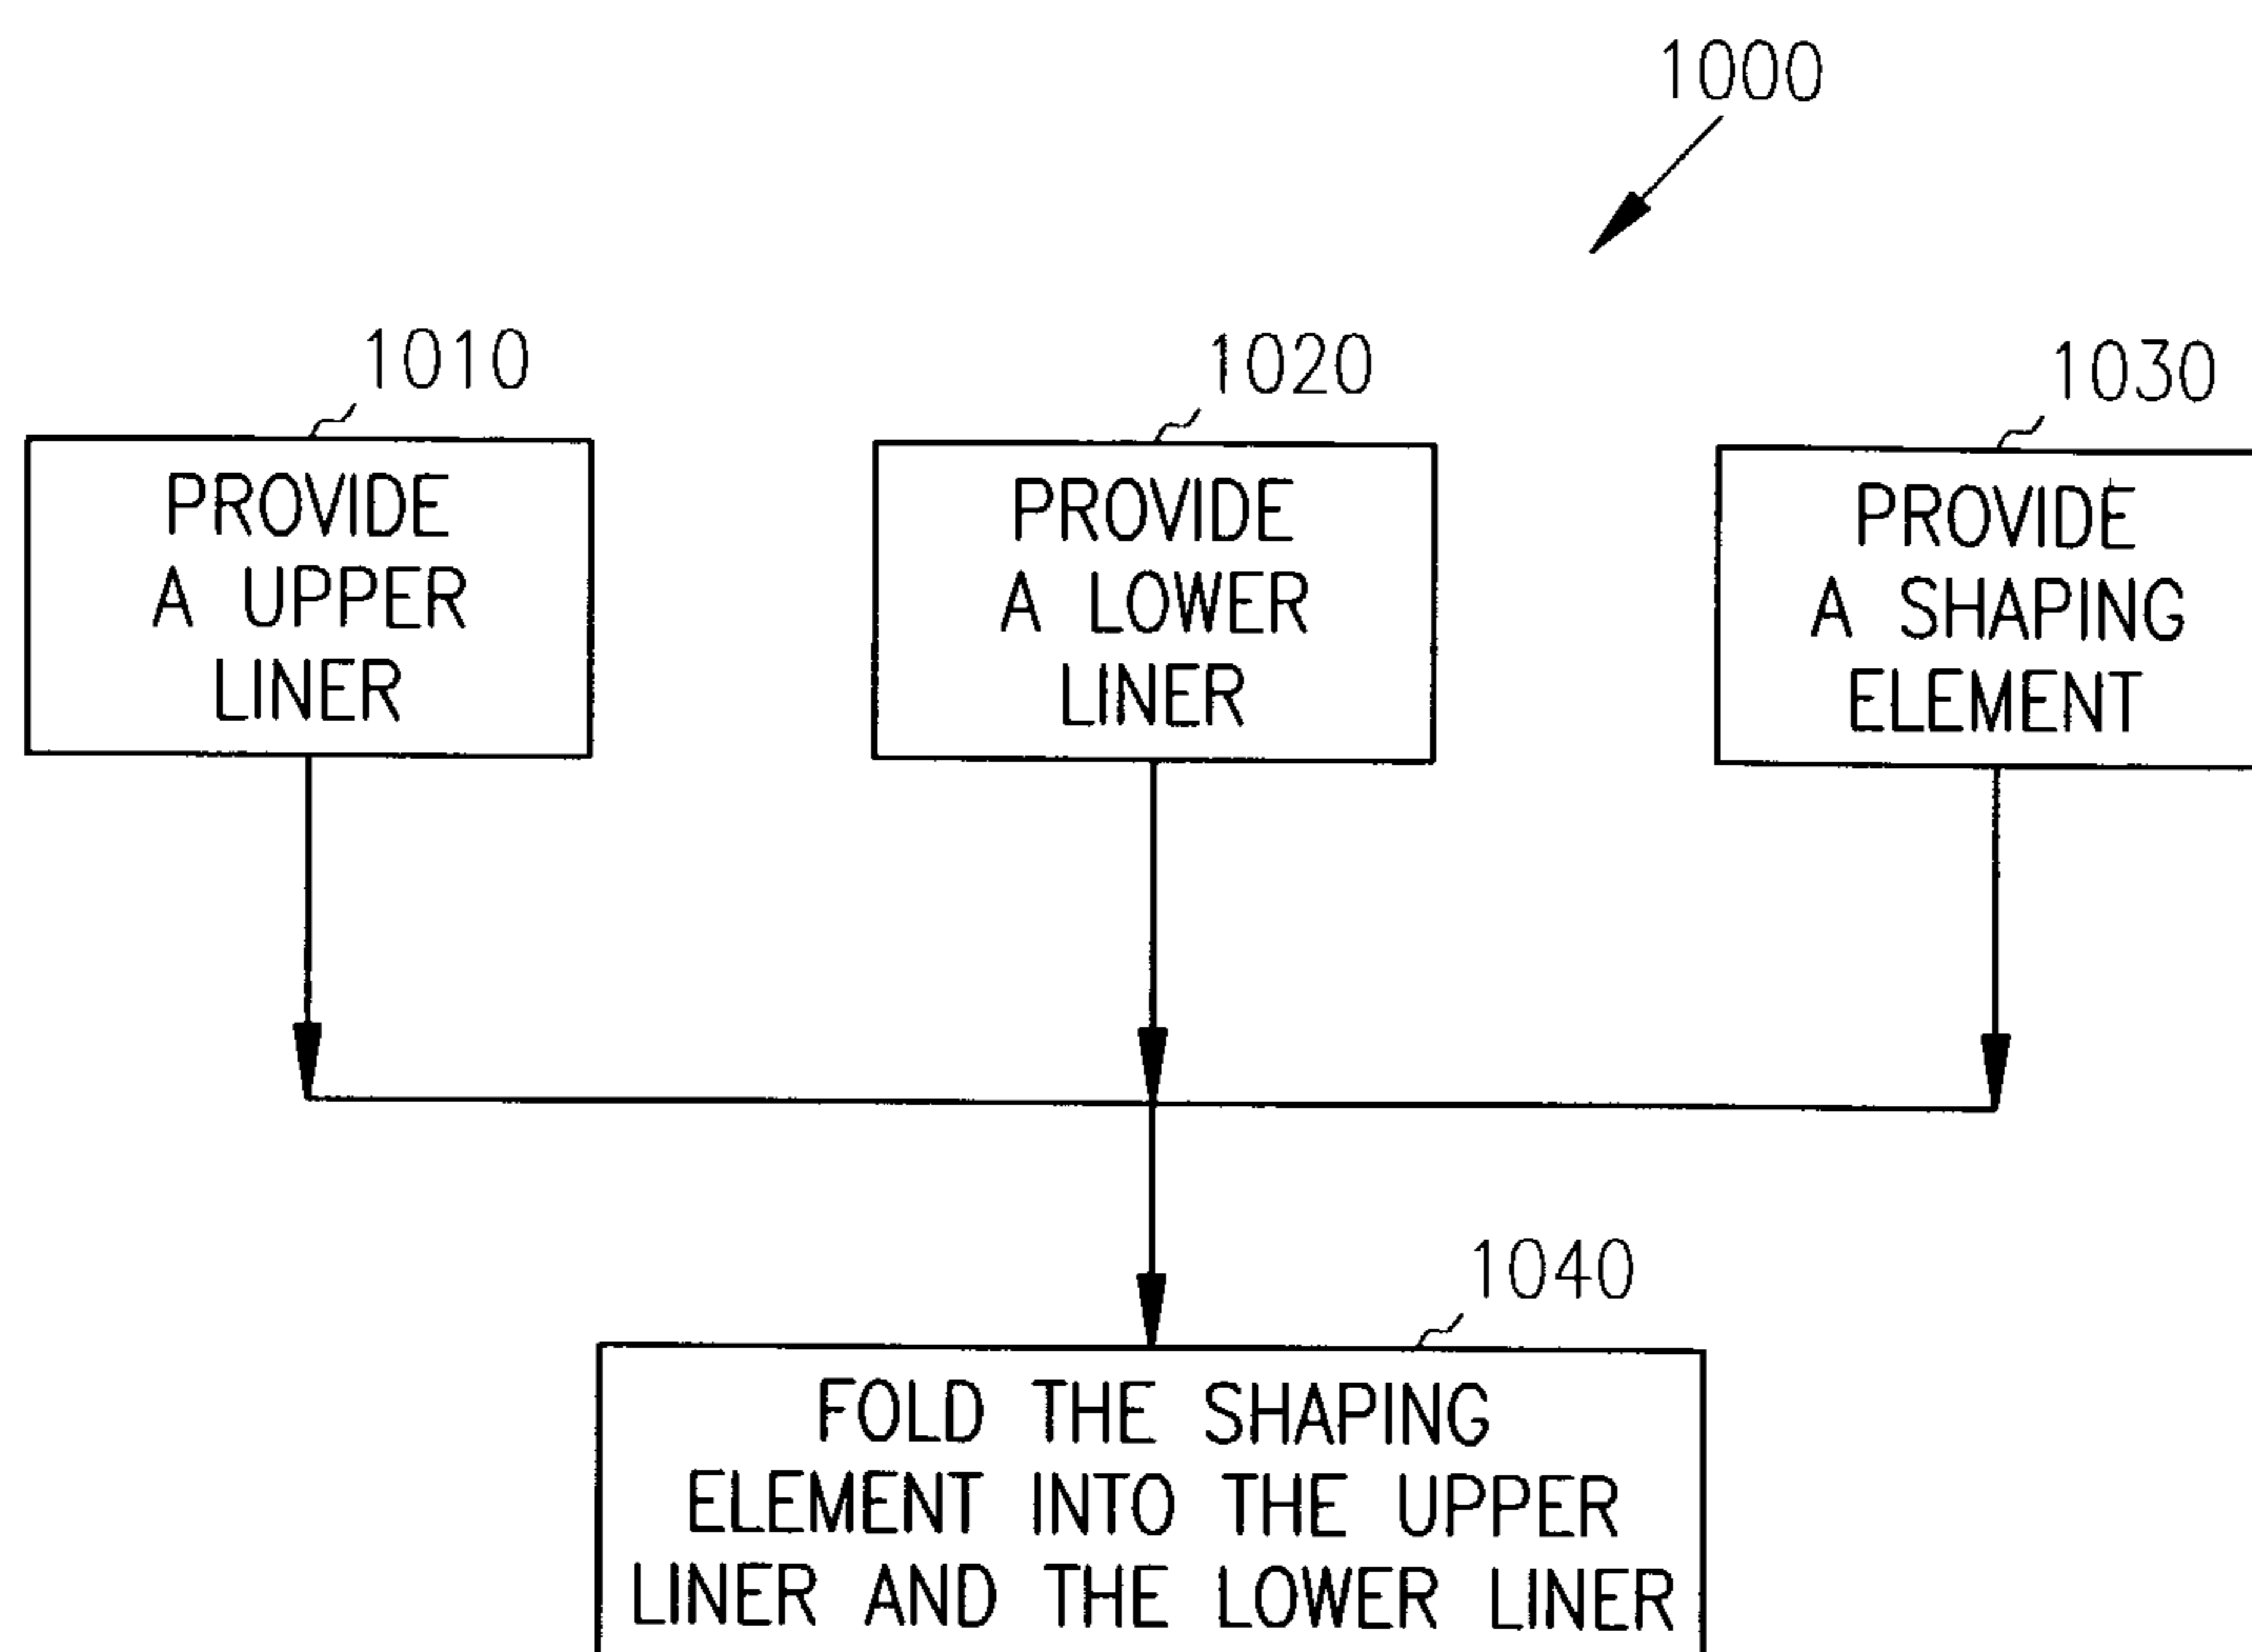 1000
1010
PROVIDE
A UPPER
LINER
1020
PROVIDE
A LOWER
LINER
1030
PROVIDE
A SHAPING
ELEMENT
1040
FOLD THE SHAPING
ELEMENT INTO THE UPPER
LINER AND THE LOWER LINER